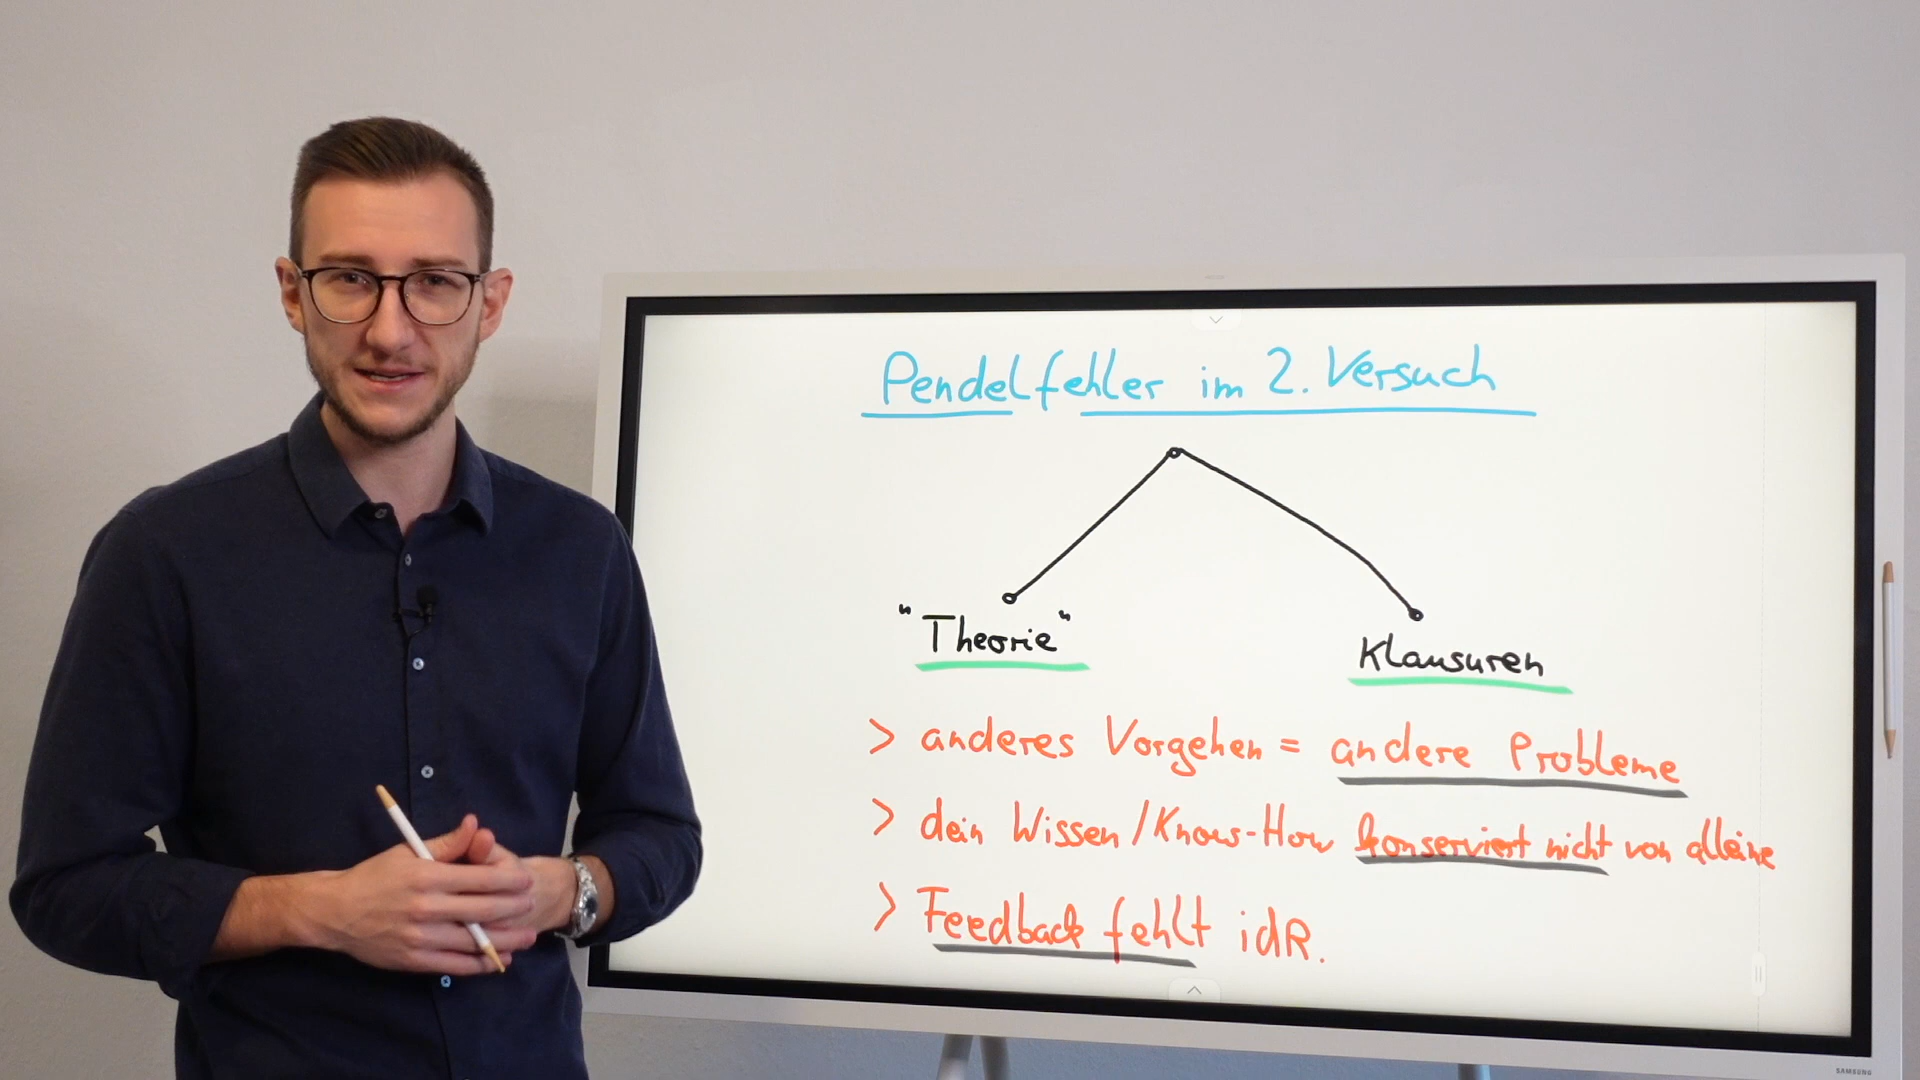 Pendelfehler im 2. Versuch
"Theorie"
Klausuren
> anderes Vorgehen = andere Probleme
> dein Wissen/Know-How konserviert nicht von alleine
> Feedback fehlt idR.
SAMSUNG